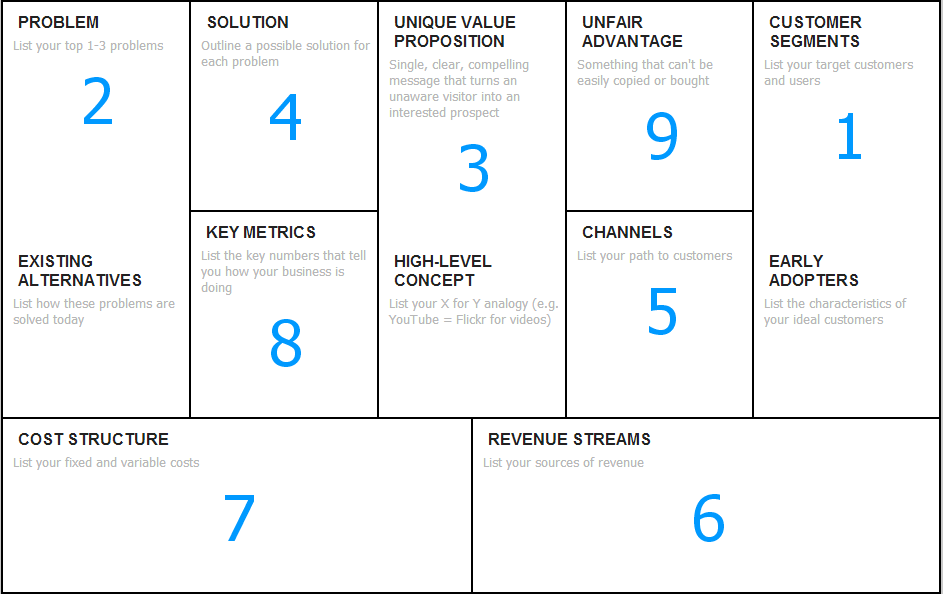 PROBLEM
List your top 1-3 problems
2
EXISTING
ALTERNATIVES
List how these problems are
solved today
SOLUTION
Outline a possible solution for
each problem
4
KEY METRICS
List the key numbers that tell
you how your business is
doing
8
UNIQUE VALUE
PROPOSITION
Single, clear, compelling
message that turns an
unaware visitor into an
interested prospect
3
HIGH-LEVEL
CONCEPT
List your X for Y analogy (e.g.
YouTube = Flickr for videos)
UNFAIR
ADVANTAGE
Something that can't be
easily copied or bought
9
CHANNELS
List your path to customers
5
CUSTOMER
SEGMENTS
List your target customers
and users
1
EARLY
ADOPTERS
List the characteristics of
your ideal customers
COST STRUCTURE
List your fixed and variable costs
7
REVENUE STREAMS
List your sources of revenue
6